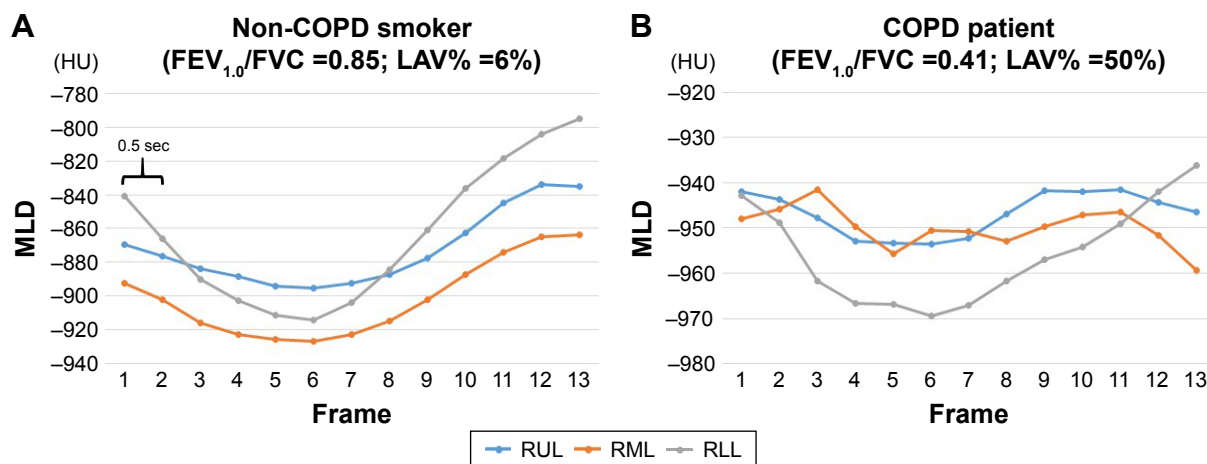 A
Non-COPD smoker
(FEV1.0/FVC =0.85; LAV% =6%)
(HU)
–780
–800
–820
–840
–860
–880
–900
–920
–940
MLD
0.5 sec
1 2 3 4 5 6 7 8 9 10 11 12 13
Frame
B
COPD patient
(FEV1.0/FVC =0.41; LAV% =50%)
(HU)
–920
–930
–940
–950
–960
–970
–980
MLD
1 2 3 4 5 6 7 8 9 10 11 12 13
Frame
RUL RML RLL